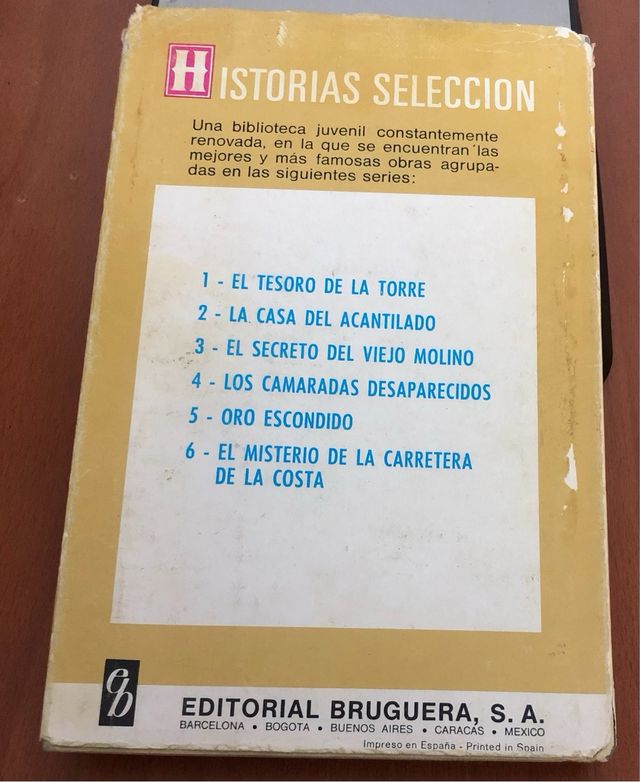 HISTORIAS SELECCION
Una biblioteca juvenil constantemente
renovada, en la que se encuentran las
mejores y más famosas obras agrupa-
das en las siguientes series:
1 - EL TESORO DE LA TORRE
2 - LA CASA DEL ACANTILADO
3 - EL SECRETO DEL VIEJO MOLINO
4 - LOS CAMARADAS DESAPARECIDOS
5 - ORO ESCONDIDO
6 - EL MISTERIO DE LA CARRETERA
DE LA COSTA
eb
EDITORIAL BRUGUERA, S. A.
BARCELONA • BOGOTA • BUENOS AIRES • CARACAS • MEXICO
Impreso en España - Printed in Spain